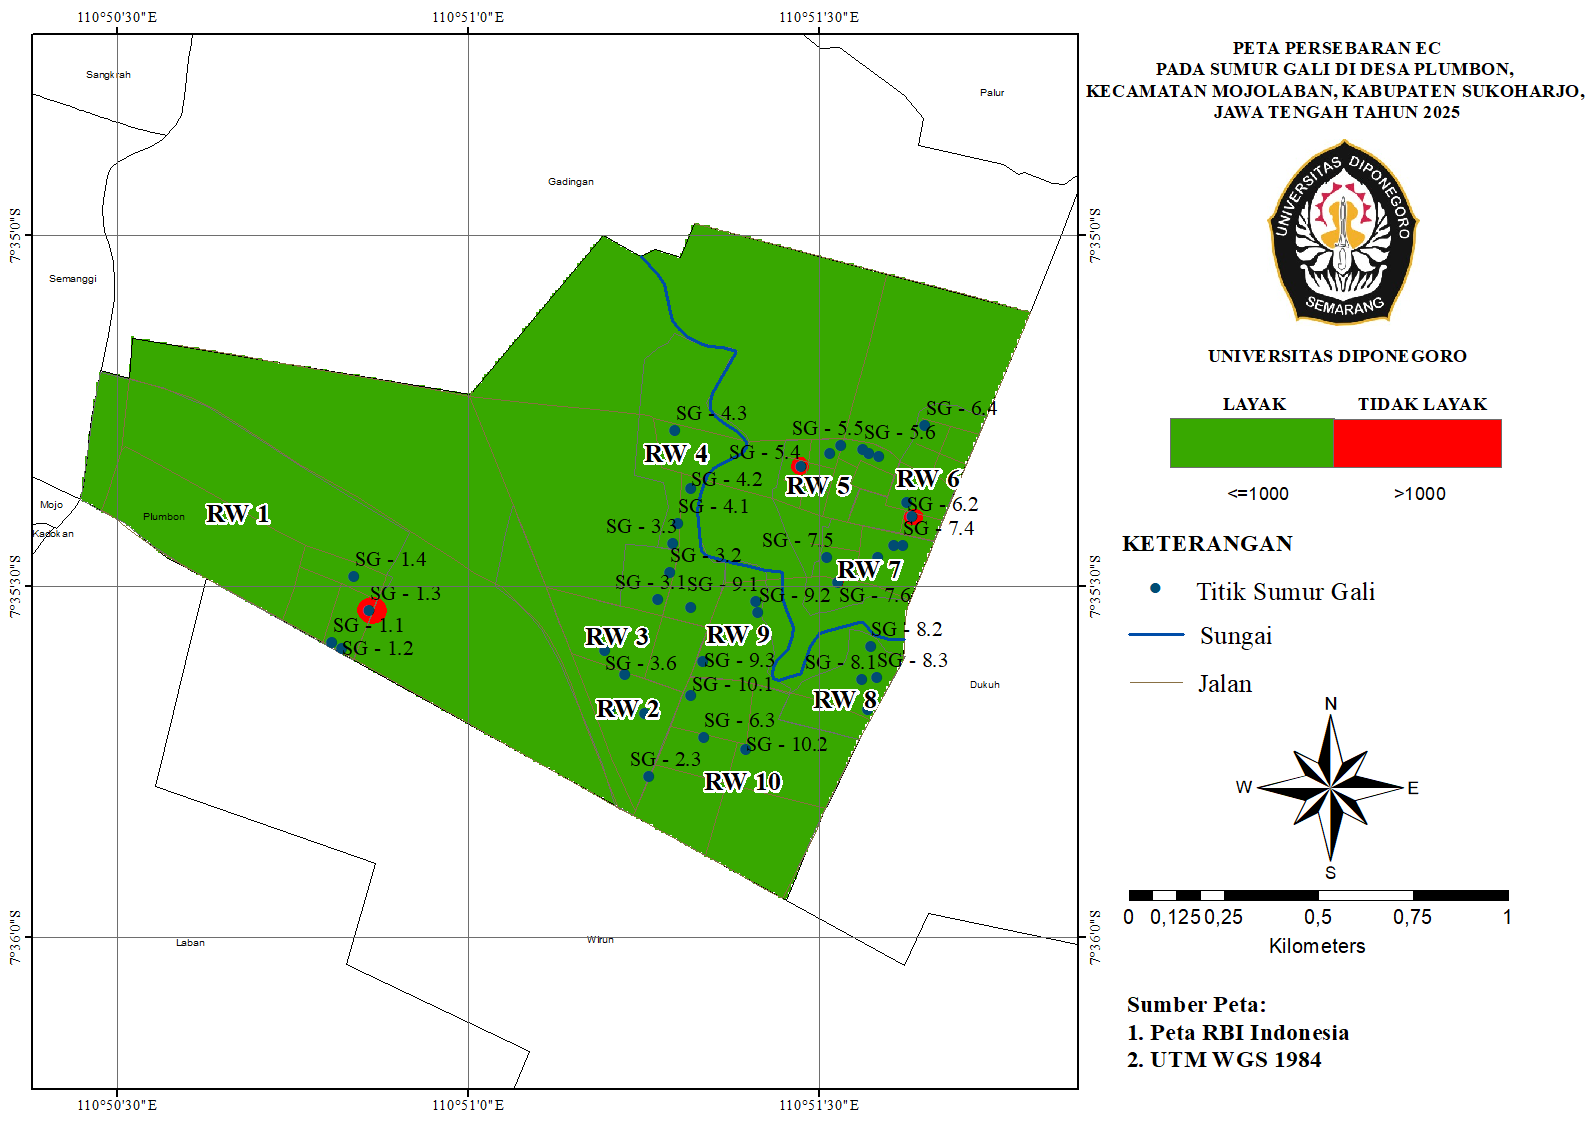 110°50'30"E
110°51'0"E
110°51'30"E
PETA PERSEBARAN EC
PADA SUMUR GALI DI DESA PLUMBON,
KECAMATAN MOJOLABAN, KABUPATEN SUKOHARJO,
JAWA TENGAH TAHUN 2025
UNIVERSITAS DIPONEGORO
SEMARANG
UNIVERSITAS DIPONEGORO
LAYAK
TIDAK LAYAK
<=1000
>1000
KETERANGAN
Titik Sumur Gali
Sungai
Jalan
N
W
E
S
0
0,125
0,25
0,5
0,75
1
Kilometers
Sumber Peta:
1. Peta RBI Indonesia
2. UTM WGS 1984
Sangkrah
Palur
Gadingan
7°35'0"S
7°35'0"S
Semanggi
SG - 6.4
SG - 4.3
SG - 5.5
SG - 5.6
RW 4
SG - 5.4
SG - 4.2
RW 5
RW 6
Mojo
Plumbon
RW 1
SG - 4.1
SG - 6.2
Kadokan
SG - 3.3
SG - 7.4
SG - 7.5
SG - 1.4
SG - 3.2
RW 7
7°35'30"S
7°35'30"S
SG - 3.1
SG - 9.1
SG - 1.3
SG - 9.2
SG - 7.6
SG - 1.1
SG - 8.2
RW 3
RW 9
SG - 1.2
SG - 3.6
SG - 9.3
SG - 8.1
SG - 8.3
SG - 10.1
Dukuh
RW 8
RW 2
SG - 6.3
SG - 10.2
SG - 2.3
RW 10
Laban
Wirun
7°36'0"S
7°36'0"S
110°50'30"E
110°51'0"E
110°51'30"E